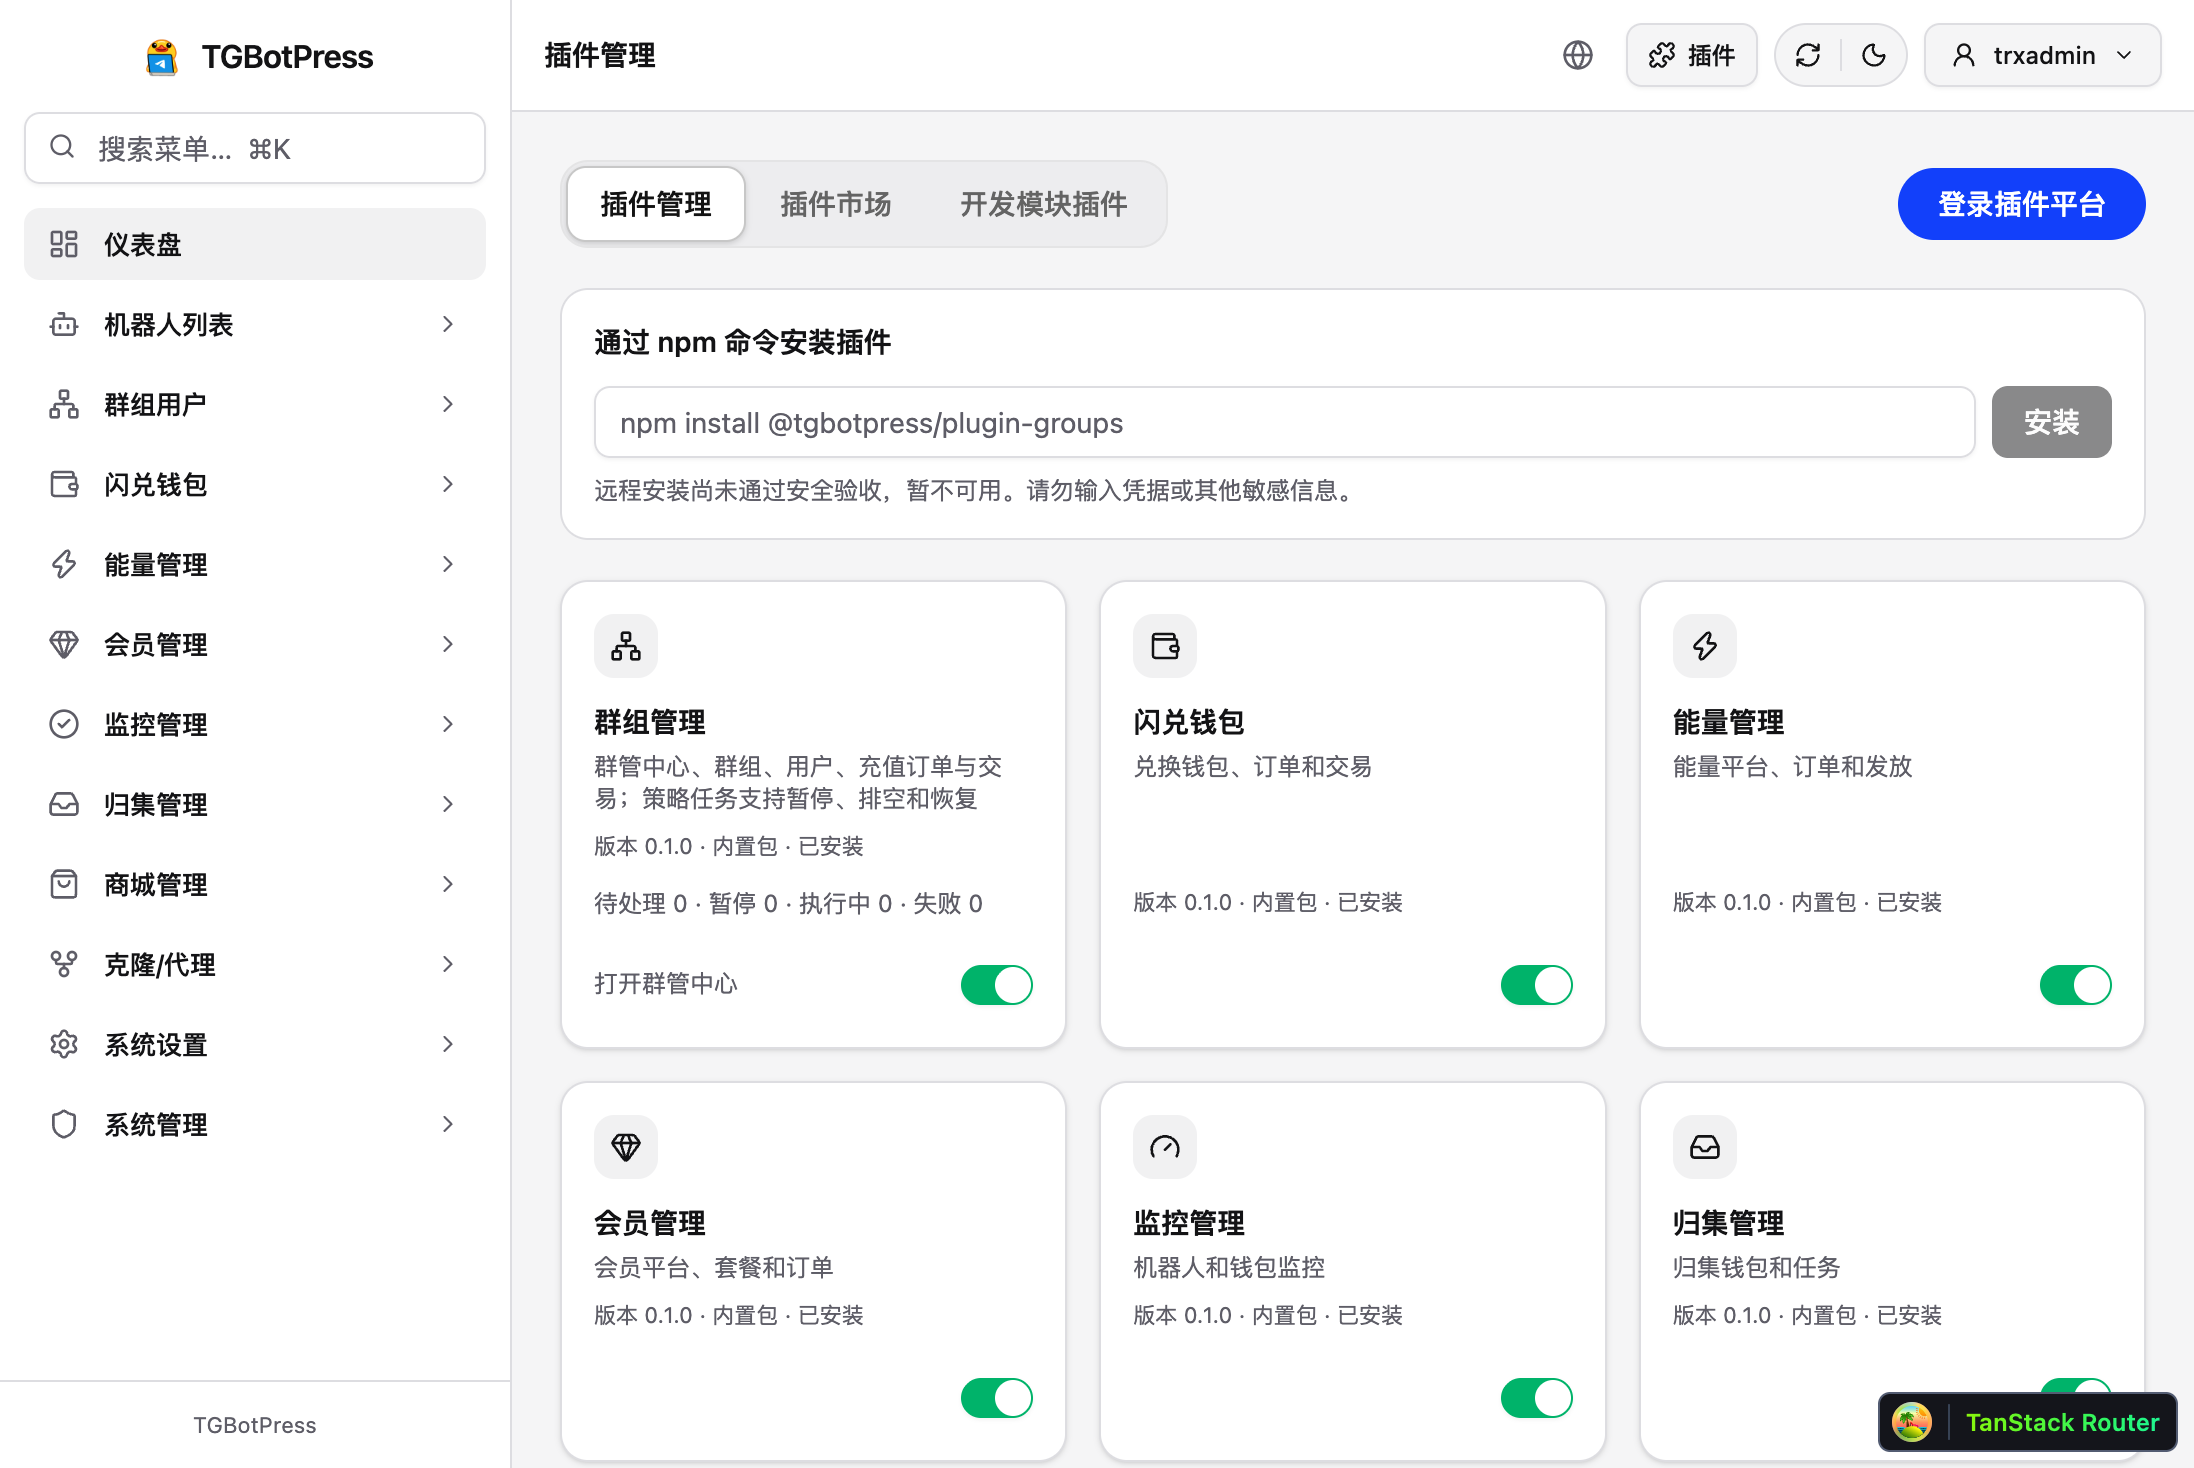 TGBotPress
搜索菜单... ⌘K
仪表盘
机器人列表
群组用户
闪兑钱包
能量管理
会员管理
监控管理
归集管理
商城管理
克隆/代理
系统设置
系统管理
TGBotPress
插件管理
插件
trxadmin
插件管理
插件市场
开发模块插件
登录插件平台
通过 npm 命令安装插件
npm install @tgbotpress/plugin-groups
安装
远程安装尚未通过安全验收，暂不可用。请勿输入凭据或其他敏感信息。
群组管理
群管中心、群组、用户、充值订单与交
易；策略任务支持暂停、排空和恢复
版本 0.1.0 · 内置包 · 已安装
待处理 0 · 暂停 0 · 执行中 0 · 失败 0
打开群管中心
闪兑钱包
兑换钱包、订单和交易
版本 0.1.0 · 内置包 · 已安装
能量管理
能量平台、订单和发放
版本 0.1.0 · 内置包 · 已安装
会员管理
会员平台、套餐和订单
版本 0.1.0 · 内置包 · 已安装
监控管理
机器人和钱包监控
版本 0.1.0 · 内置包 · 已安装
归集管理
归集钱包和任务
版本 0.1.0 · 内置包 · 已安装
TanStack Router